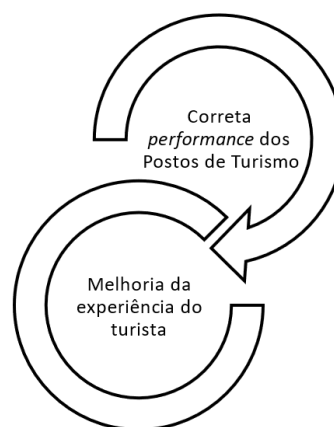 Correta
performance dos
Postos de Turismo
Melhoria da
experiência do
turista